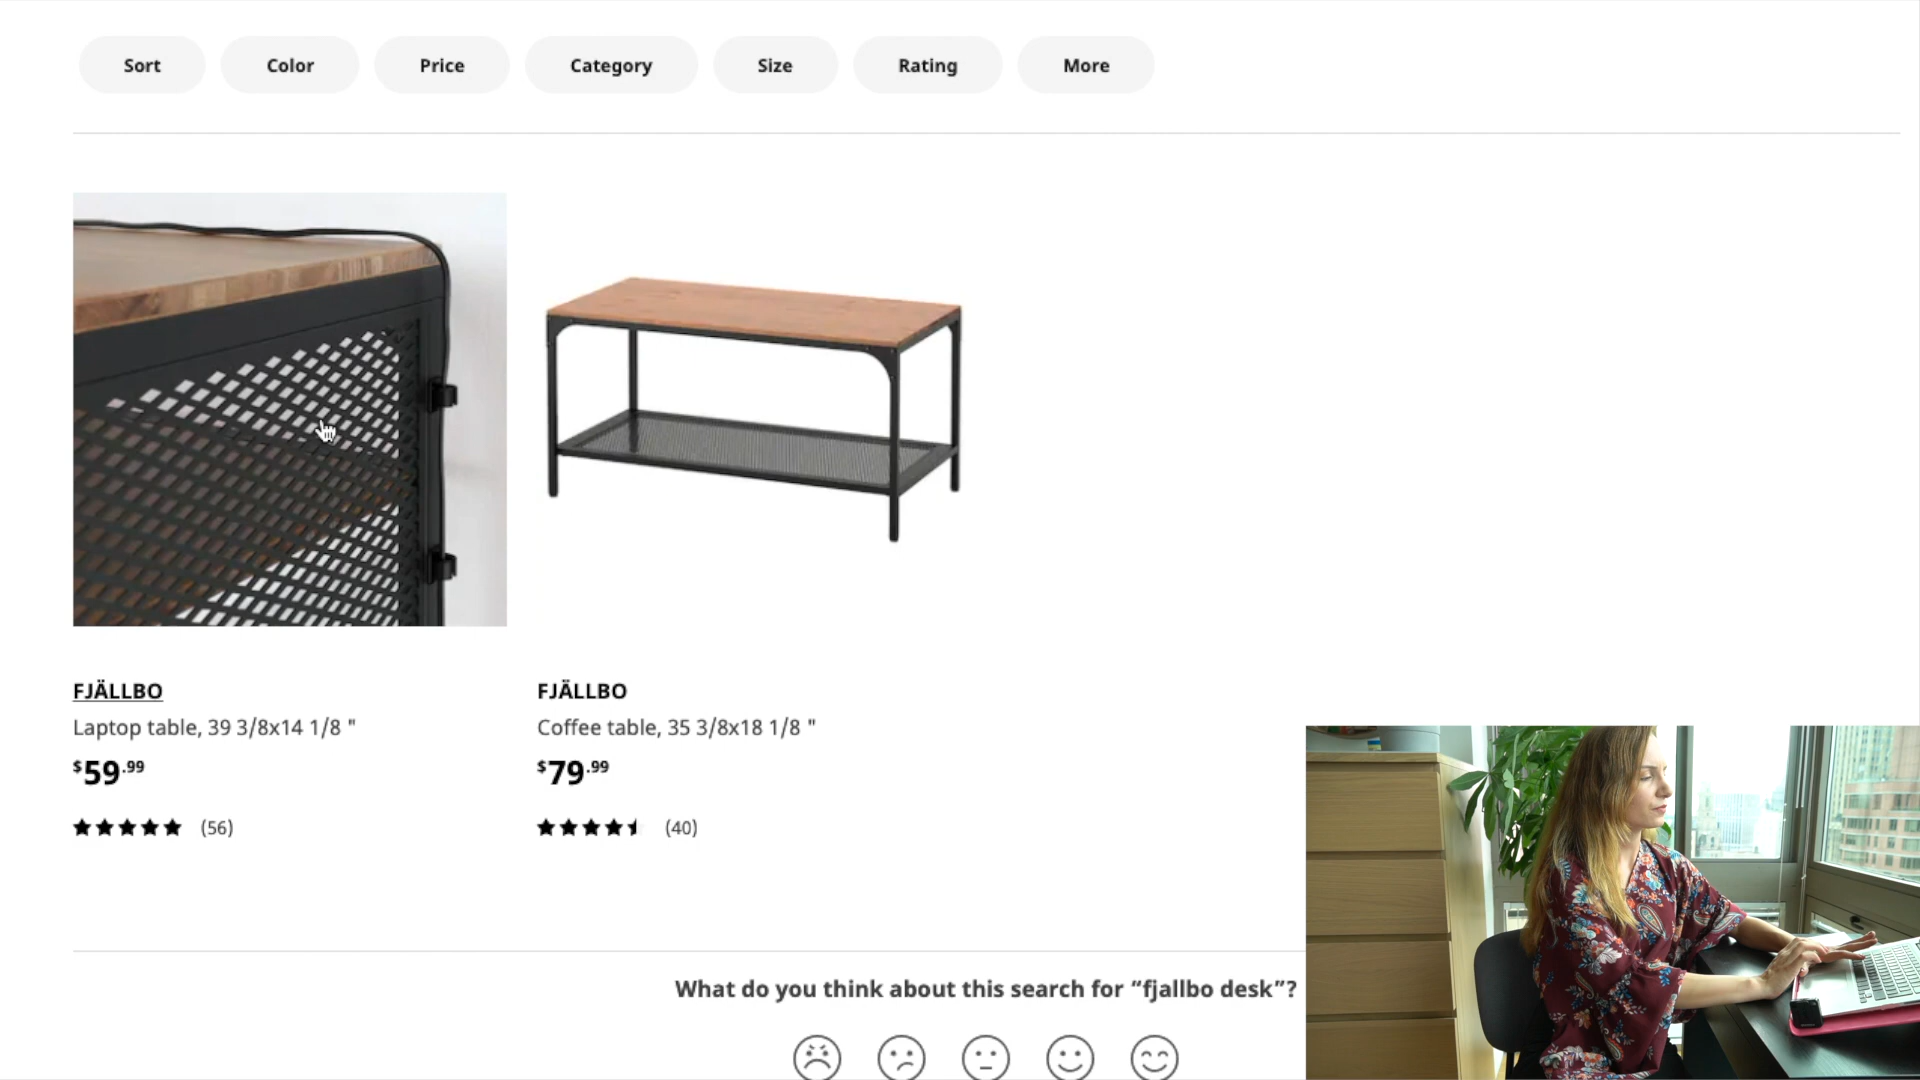 Sort
Color
Price
Category
Size
Rating
More
FJÄLLBO
Laptop table, 39 3/8x14 1/8 "
$59.99
(56)
FJÄLLBO
Coffee table, 35 3/8x18 1/8 "
$79.99
(40)
What do you think about this search for “fjallbo desk”?